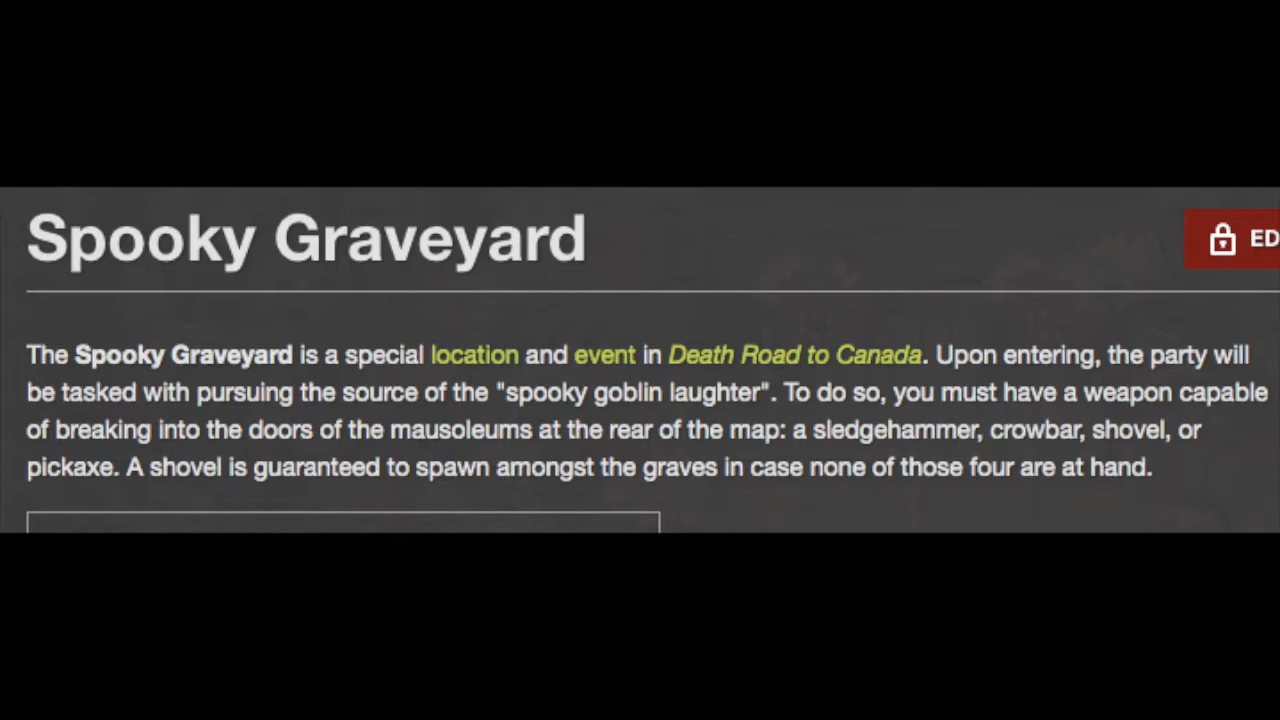 Spooky Graveyard
ED
The Spooky Graveyard is a special location and event in Death Road to Canada. Upon entering, the party will
be tasked with pursuing the source of the "spooky goblin laughter". To do so, you must have a weapon capable
of breaking into the doors of the mausoleums at the rear of the map: a sledgehammer, crowbar, shovel, or
pickaxe. A shovel is guaranteed to spawn amongst the graves in case none of those four are at hand.